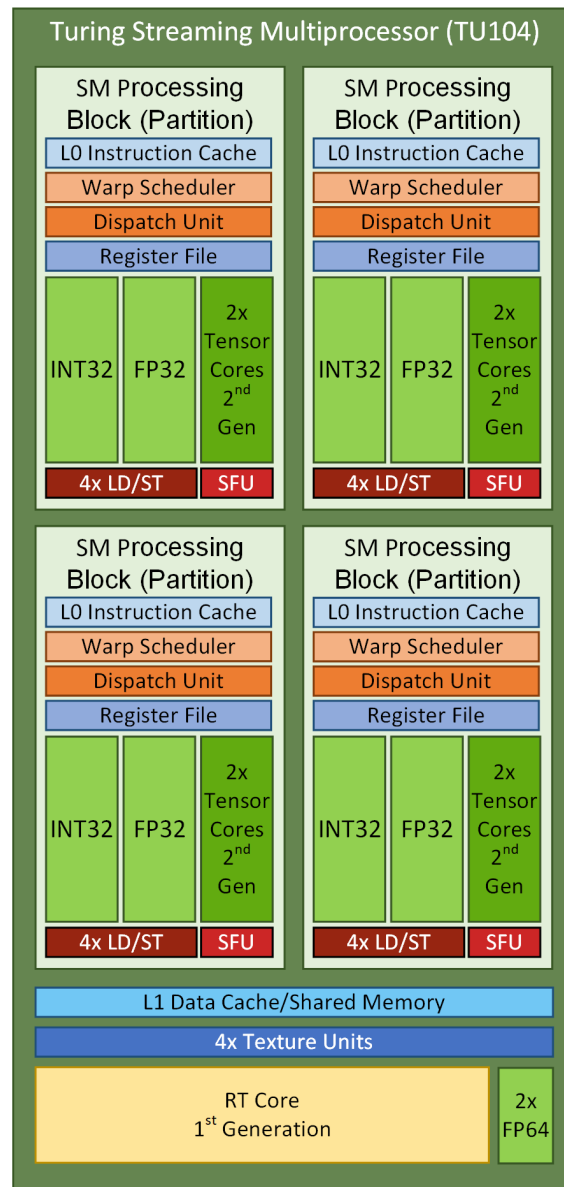 Turing Streaming Multiprocessor (TU104)
SM Processing
Block (Partition)
L0 Instruction Cache
Warp Scheduler
Dispatch Unit
Register File
INT32
FP32
2x
Tensor
Cores
2nd
Gen
4x LD/ST
SFU
SM Processing
Block (Partition)
L0 Instruction Cache
Warp Scheduler
Dispatch Unit
Register File
INT32
FP32
2x
Tensor
Cores
2nd
Gen
4x LD/ST
SFU
SM Processing
Block (Partition)
L0 Instruction Cache
Warp Scheduler
Dispatch Unit
Register File
INT32
FP32
2x
Tensor
Cores
2nd
Gen
4x LD/ST
SFU
SM Processing
Block (Partition)
L0 Instruction Cache
Warp Scheduler
Dispatch Unit
Register File
INT32
FP32
2x
Tensor
Cores
2nd
Gen
4x LD/ST
SFU
L1 Data Cache/Shared Memory
4x Texture Units
RT Core
1st Generation
2x
FP64